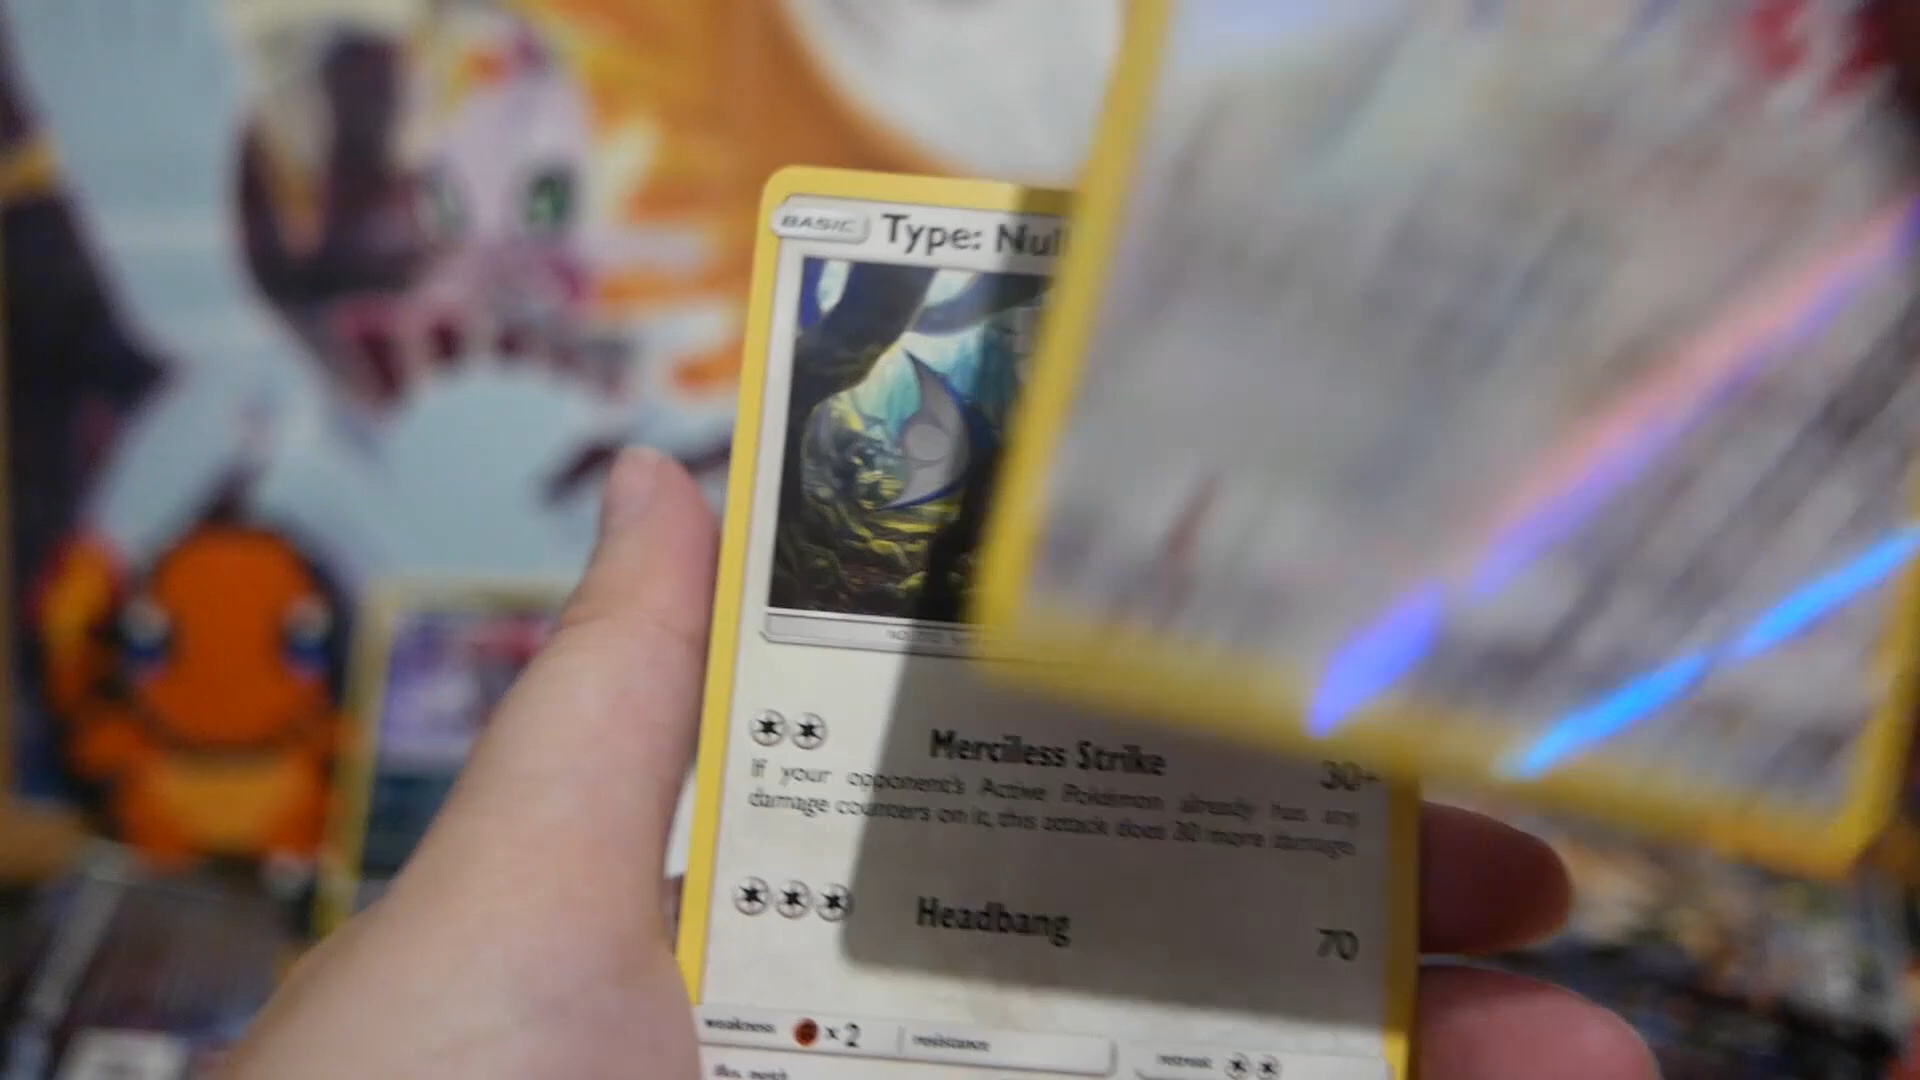 BASIC Type: Nul
Merciless Strike 30+
If your opponent's Active Pokémon already has any
damage counters on it, this attack does 30 more damage
Headbang 70
weakness x2 resistance retreat